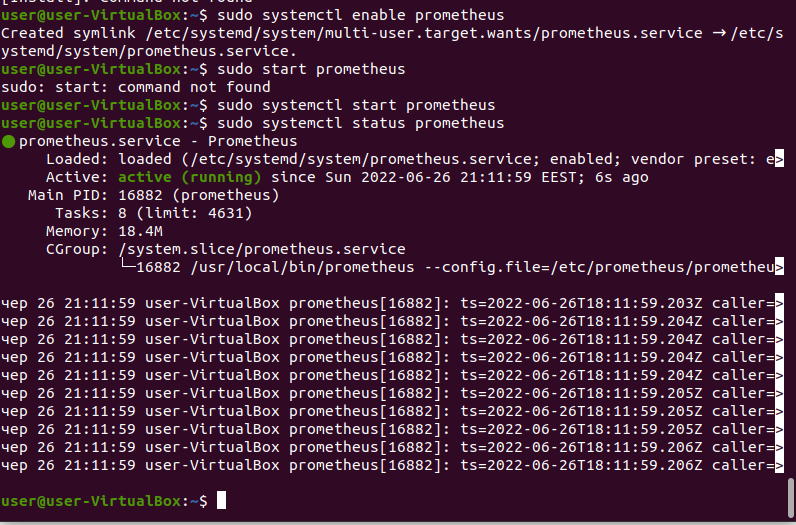 [Install]: command not found
user@user-VirtualBox:~$ sudo systemctl enable prometheus
Created symlink /etc/systemd/system/multi-user.target.wants/prometheus.service → /etc/s
ystemd/system/prometheus.service.
user@user-VirtualBox:~$ sudo start prometheus
sudo: start: command not found
user@user-VirtualBox:~$ sudo systemctl start prometheus
user@user-VirtualBox:~$ sudo systemctl status prometheus
● prometheus.service - Prometheus
     Loaded: loaded (/etc/systemd/system/prometheus.service; enabled; vendor preset: e>
     Active: active (running) since Sun 2022-06-26 21:11:59 EEST; 6s ago
   Main PID: 16882 (prometheus)
      Tasks: 8 (limit: 4631)
     Memory: 18.4M
     CGroup: /system.slice/prometheus.service
             └─16882 /usr/local/bin/prometheus --config.file=/etc/prometheus/prometheu>
чер 26 21:11:59 user-VirtualBox prometheus[16882]: ts=2022-06-26T18:11:59.203Z caller=>
чер 26 21:11:59 user-VirtualBox prometheus[16882]: ts=2022-06-26T18:11:59.204Z caller=>
чер 26 21:11:59 user-VirtualBox prometheus[16882]: ts=2022-06-26T18:11:59.204Z caller=>
чер 26 21:11:59 user-VirtualBox prometheus[16882]: ts=2022-06-26T18:11:59.204Z caller=>
чер 26 21:11:59 user-VirtualBox prometheus[16882]: ts=2022-06-26T18:11:59.204Z caller=>
чер 26 21:11:59 user-VirtualBox prometheus[16882]: ts=2022-06-26T18:11:59.205Z caller=>
чер 26 21:11:59 user-VirtualBox prometheus[16882]: ts=2022-06-26T18:11:59.205Z caller=>
чер 26 21:11:59 user-VirtualBox prometheus[16882]: ts=2022-06-26T18:11:59.205Z caller=>
чер 26 21:11:59 user-VirtualBox prometheus[16882]: ts=2022-06-26T18:11:59.206Z caller=>
чер 26 21:11:59 user-VirtualBox prometheus[16882]: ts=2022-06-26T18:11:59.206Z caller=>
user@user-VirtualBox:~$